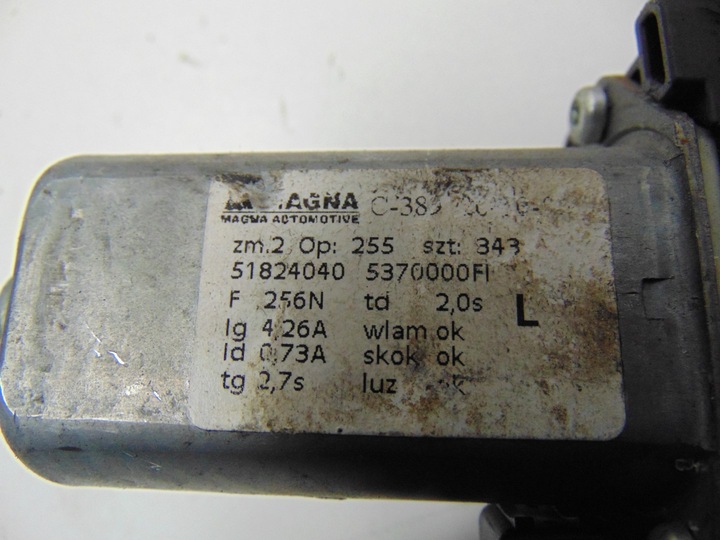 MAGNA
MAGNA AUTOMOTIVE
zm.2 Op: 255 szt: 343
51824040 5370000FI
F 256N td 2,0s
L
Ig 4,26A wlam ok
Id 0,73A skok ok
tg 2,7s luz